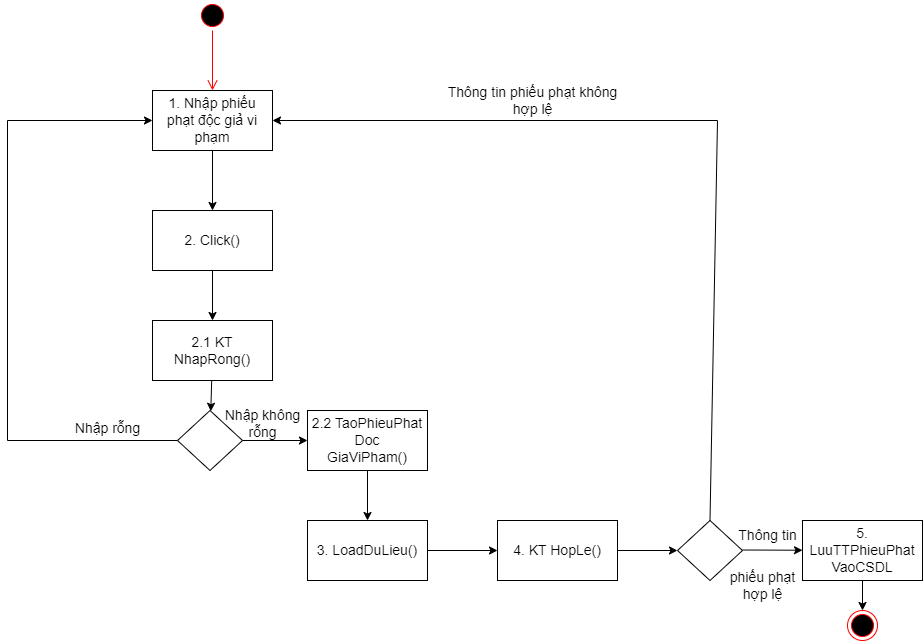 Thông tin phiếu phạt không
hợp lệ
1. Nhập phiếu
phạt độc giả vi
phạm
2. Click()
2.1 KT
NhapRong()
Nhập rỗng
Nhập không
rỗng
2.2 TaoPhieuPhat
Doc
GiaViPham()
3. LoadDuLieu()
4. KT HopLe()
Thông tin
phiếu phạt
hợp lệ
5.
LuuTTPhieuPhat
VaoCSDL